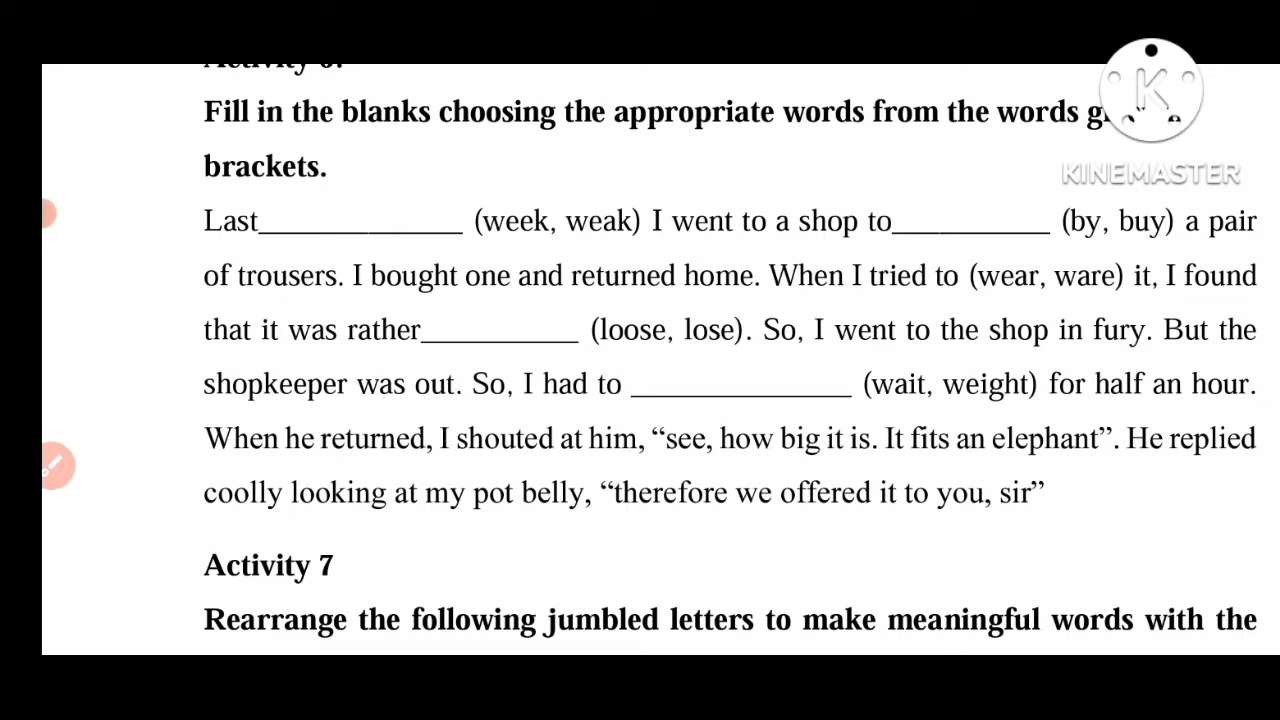 Fill in the blanks choosing the appropriate words from the words
brackets.
KINEMASTER
Last______________ (week, weak) I went to a shop to___________ (by, buy) a pair
of trousers. I bought one and returned home. When I tried to (wear, ware) it, I found
that it was rather___________ (loose, lose). So, I went to the shop in fury. But the
shopkeeper was out. So, I had to _______________ (wait, weight) for half an hour.
When he returned, I shouted at him, “see, how big it is. It fits an elephant”. He replied
coolly looking at my pot belly, “therefore we offered it to you, sir”
Activity 7
Rearrange the following jumbled letters to make meaningful words with the